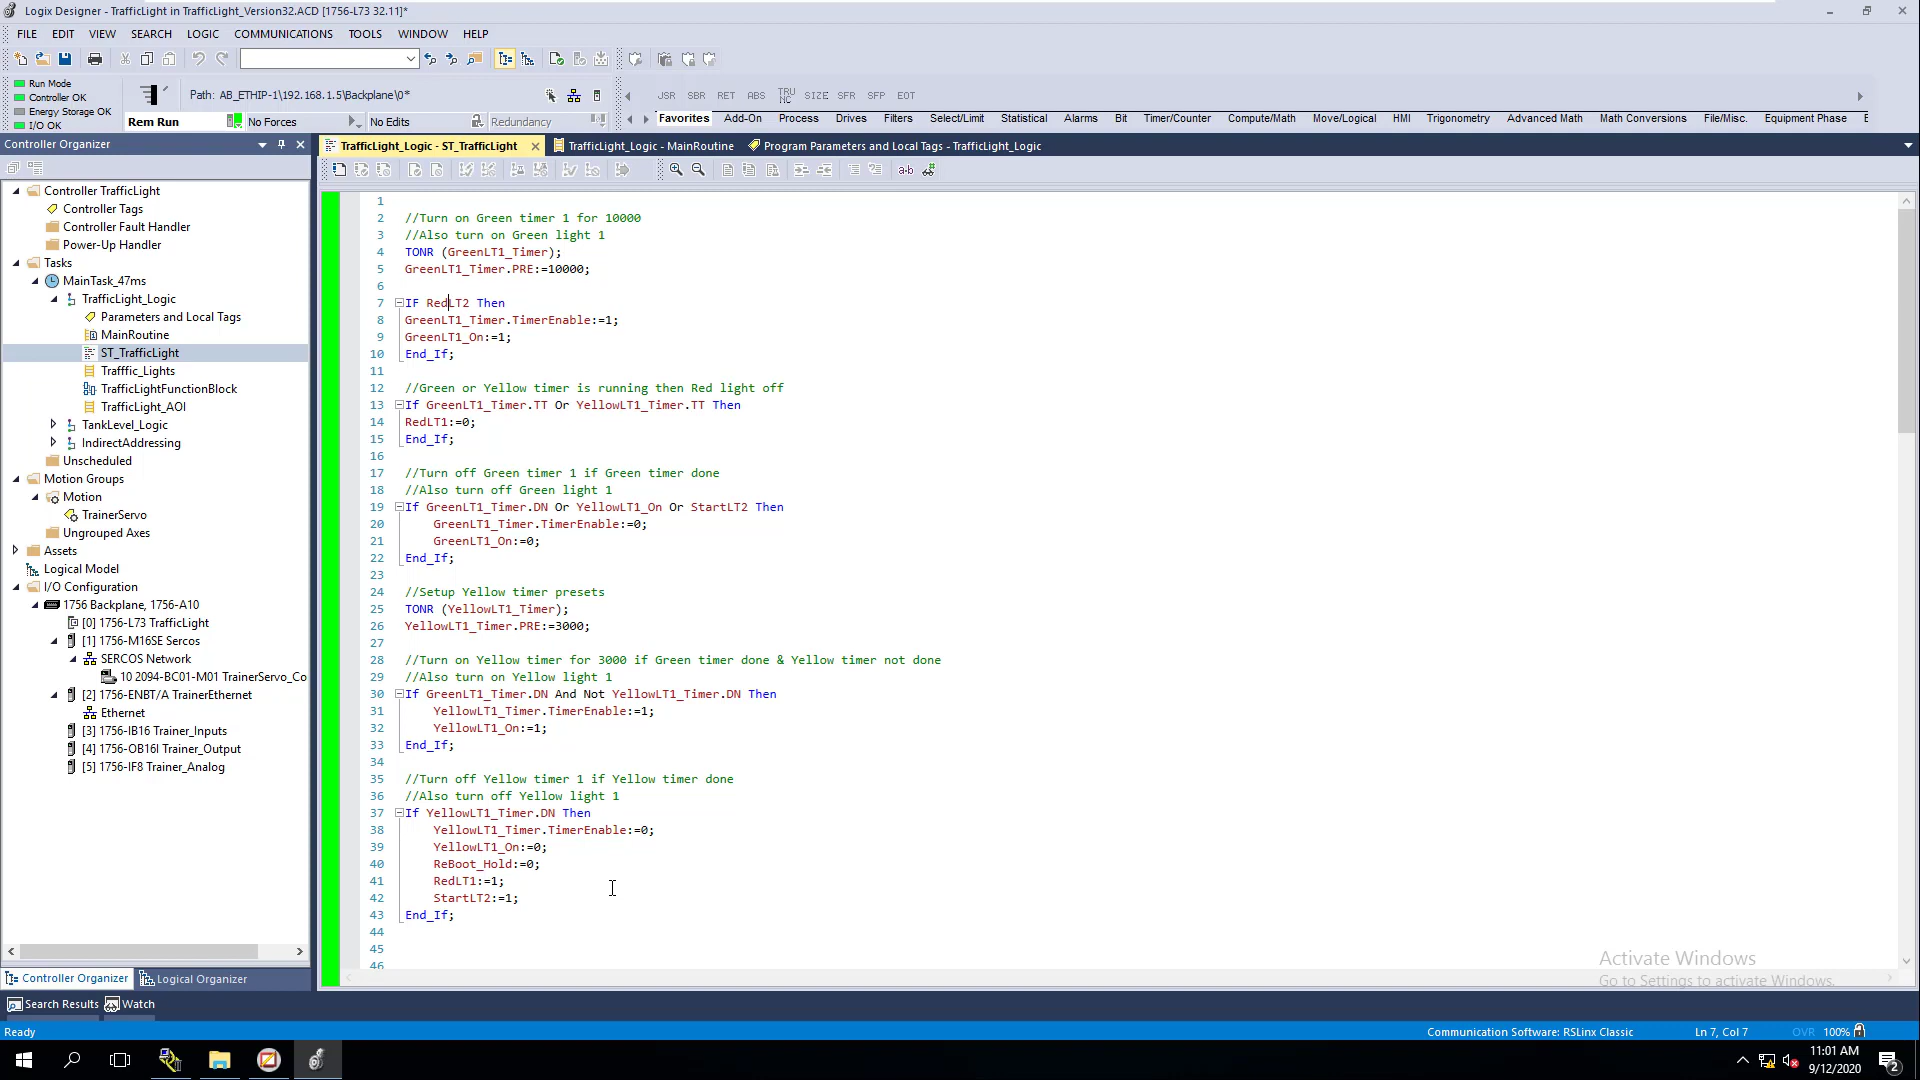 Logix Designer - TrafficLight in TrafficLight_Version32.ACD [1756-L73 32.11]*
FILE EDIT VIEW SEARCH LOGIC COMMUNICATIONS TOOLS WINDOW HELP
Run Mode
Controller OK
Energy Storage OK
I/O OK
Path: AB_ETHIP-1\192.168.1.5\Backplane\0*
Rem Run No Forces No Edits Redundancy
JSR SBR RET ABS TRUNC SIZE SFR SFP EOT
Favorites Add-On Process Drives Filters Select/Limit Statistical Alarms Bit Timer/Counter Compute/Math Move/Logical HMI Trigonometry Advanced Math Math Conversions File/Misc. Equipment Phase E
Controller Organizer
Controller TrafficLight
Controller Tags
Controller Fault Handler
Power-Up Handler
Tasks
MainTask_47ms
TrafficLight_Logic
Parameters and Local Tags
MainRoutine
ST_TrafficLight
Trafffic_Lights
TrafficLightFunctionBlock
TrafficLight_AOI
TankLevel_Logic
IndirectAddressing
Unscheduled
Motion Groups
Motion
TrainerServo
Ungrouped Axes
Assets
Logical Model
I/O Configuration
1756 Backplane, 1756-A10
[0] 1756-L73 TrafficLight
[1] 1756-M16SE Sercos
SERCOS Network
10 2094-BC01-M01 TrainerServo_Co
[2] 1756-ENBT/A TrainerEthernet
Ethernet
[3] 1756-IB16 Trainer_Inputs
[4] 1756-OB16I Trainer_Output
[5] 1756-IF8 Trainer_Analog
Controller Organizer Logical Organizer
TrafficLight_Logic - ST_TrafficLight TrafficLight_Logic - MainRoutine Program Parameters and Local Tags - TrafficLight_Logic
1
2 //Turn on Green timer 1 for 10000
3 //Also turn on Green light 1
4 TONR (GreenLT1_Timer);
5 GreenLT1_Timer.PRE:=10000;
6
7 IF RedLT2 Then
8 GreenLT1_Timer.TimerEnable:=1;
9 GreenLT1_On:=1;
10 End_If;
11
12 //Green or Yellow timer is running then Red light off
13 If GreenLT1_Timer.TT Or YellowLT1_Timer.TT Then
14 RedLT1:=0;
15 End_If;
16
17 //Turn off Green timer 1 if Green timer done
18 //Also turn off Green light 1
19 If GreenLT1_Timer.DN Or YellowLT1_On Or StartLT2 Then
20 GreenLT1_Timer.TimerEnable:=0;
21 GreenLT1_On:=0;
22 End_If;
23
24 //Setup Yellow timer presets
25 TONR (YellowLT1_Timer);
26 YellowLT1_Timer.PRE:=3000;
27
28 //Turn on Yellow timer for 3000 if Green timer done & Yellow timer not done
29 //Also turn on Yellow light 1
30 If GreenLT1_Timer.DN And Not YellowLT1_Timer.DN Then
31 YellowLT1_Timer.TimerEnable:=1;
32 YellowLT1_On:=1;
33 End_If;
34
35 //Turn off Yellow timer 1 if Yellow timer done
36 //Also turn off Yellow light 1
37 If YellowLT1_Timer.DN Then
38 YellowLT1_Timer.TimerEnable:=0;
39 YellowLT1_On:=0;
40 ReBoot_Hold:=0;
41 RedLT1:=1;
42 StartLT2:=1;
43 End_If;
44
45
46
Activate Windows
Go to Settings to activate Windows.
Search Results Watch
Ready Communication Software: RSLinx Classic Ln 7, Col 7 OVR 100%
11:01 AM
9/12/2020
2